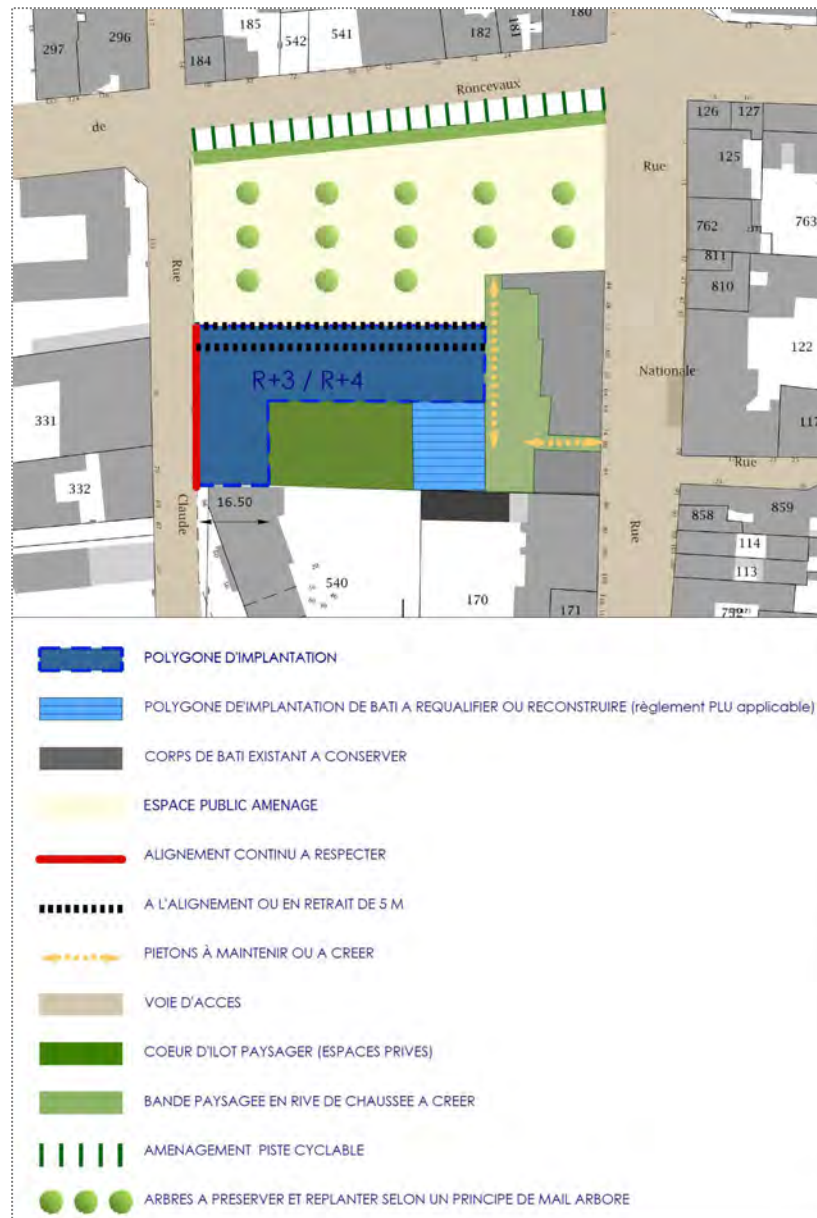 185
180
297
296
542
541
182
181
184
Roncevaux
de
126
127
Rue
125
762
763
Rue
811
810
R+3 / R+4
122
Nationale
331
117
Rue
332
16.50
Claude
858
859
Rue
114
540
113
170
171
POLYGONE D'IMPLANTATION
POLYGONE DE'IMPLANTATION DE BATI A REQUALIFIER OU RECONSTRUIRE (règlement PLU applicable)
CORPS DE BATI EXISTANT A CONSERVER
ESPACE PUBLIC AMENAGE
ALIGNEMENT CONTINU A RESPECTER
A L'ALIGNEMENT OU EN RETRAIT DE 5 M
PIETONS À MAINTENIR OU A CREER
VOIE D'ACCES
COEUR D'ILOT PAYSAGER (ESPACES PRIVES)
BANDE PAYSAGEE EN RIVE DE CHAUSSEE A CREER
AMENAGEMENT PISTE CYCLABLE
ARBRES A PRESERVER ET REPLANTER SELON UN PRINCIPE DE MAIL ARBORE